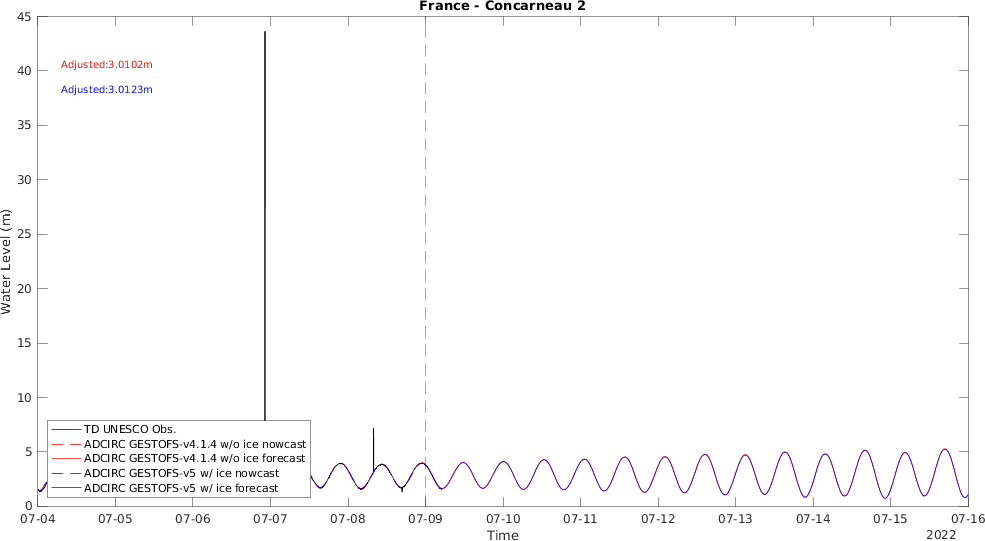 France - Concarneau 2
45
40
35
30
25
20
15
10
5
0
Water Level (m)
Adjusted:3.0102m
Adjusted:3.0123m
TD UNESCO Obs.
ADCIRC GESTOFS-v4.1.4 w/o ice nowcast
ADCIRC GESTOFS-v4.1.4 w/o ice forecast
ADCIRC GESTOFS-v5 w/ ice nowcast
ADCIRC GESTOFS-v5 w/ ice forecast
07-04 07-05 07-06 07-07 07-08 07-09 07-10 07-11 07-12 07-13 07-14 07-15 07-16
Time
2022